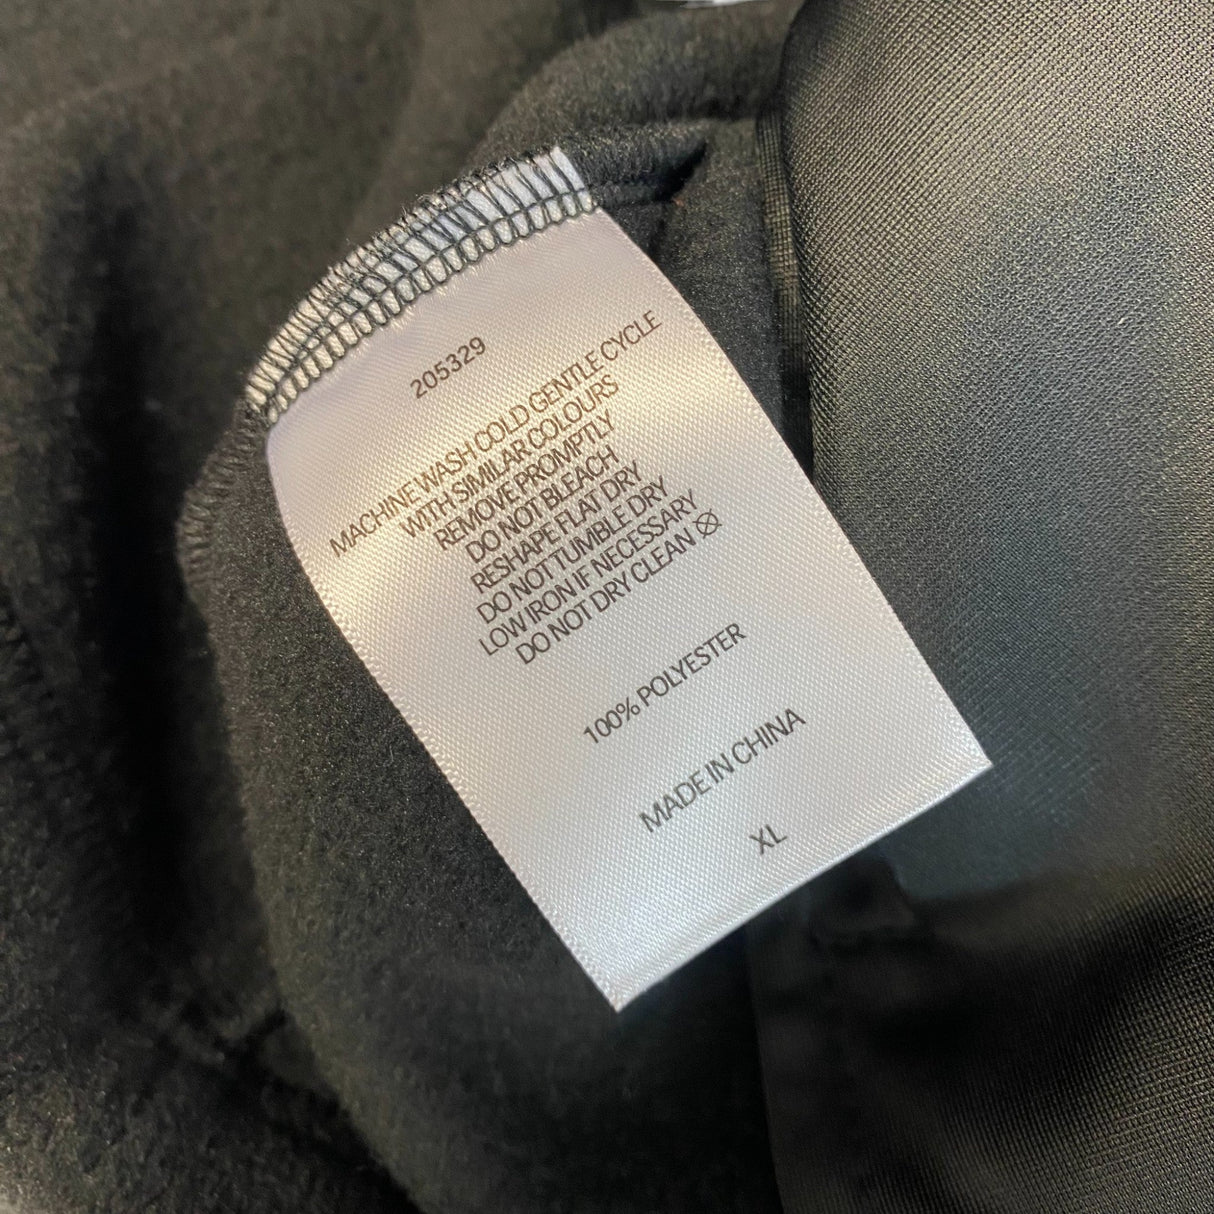 205329
MACHINE WASH COLD GENTLE CYCLE
WITH SIMILAR COLOURS
REMOVE PROMPTLY
DO NOT BLEACH
RESHAPE FLAT DRY
DO NOT TUMBLE DRY
LOW IRON IF NECESSARY
DO NOT DRY CLEAN
100% POLYESTER
MADE IN CHINA
XL